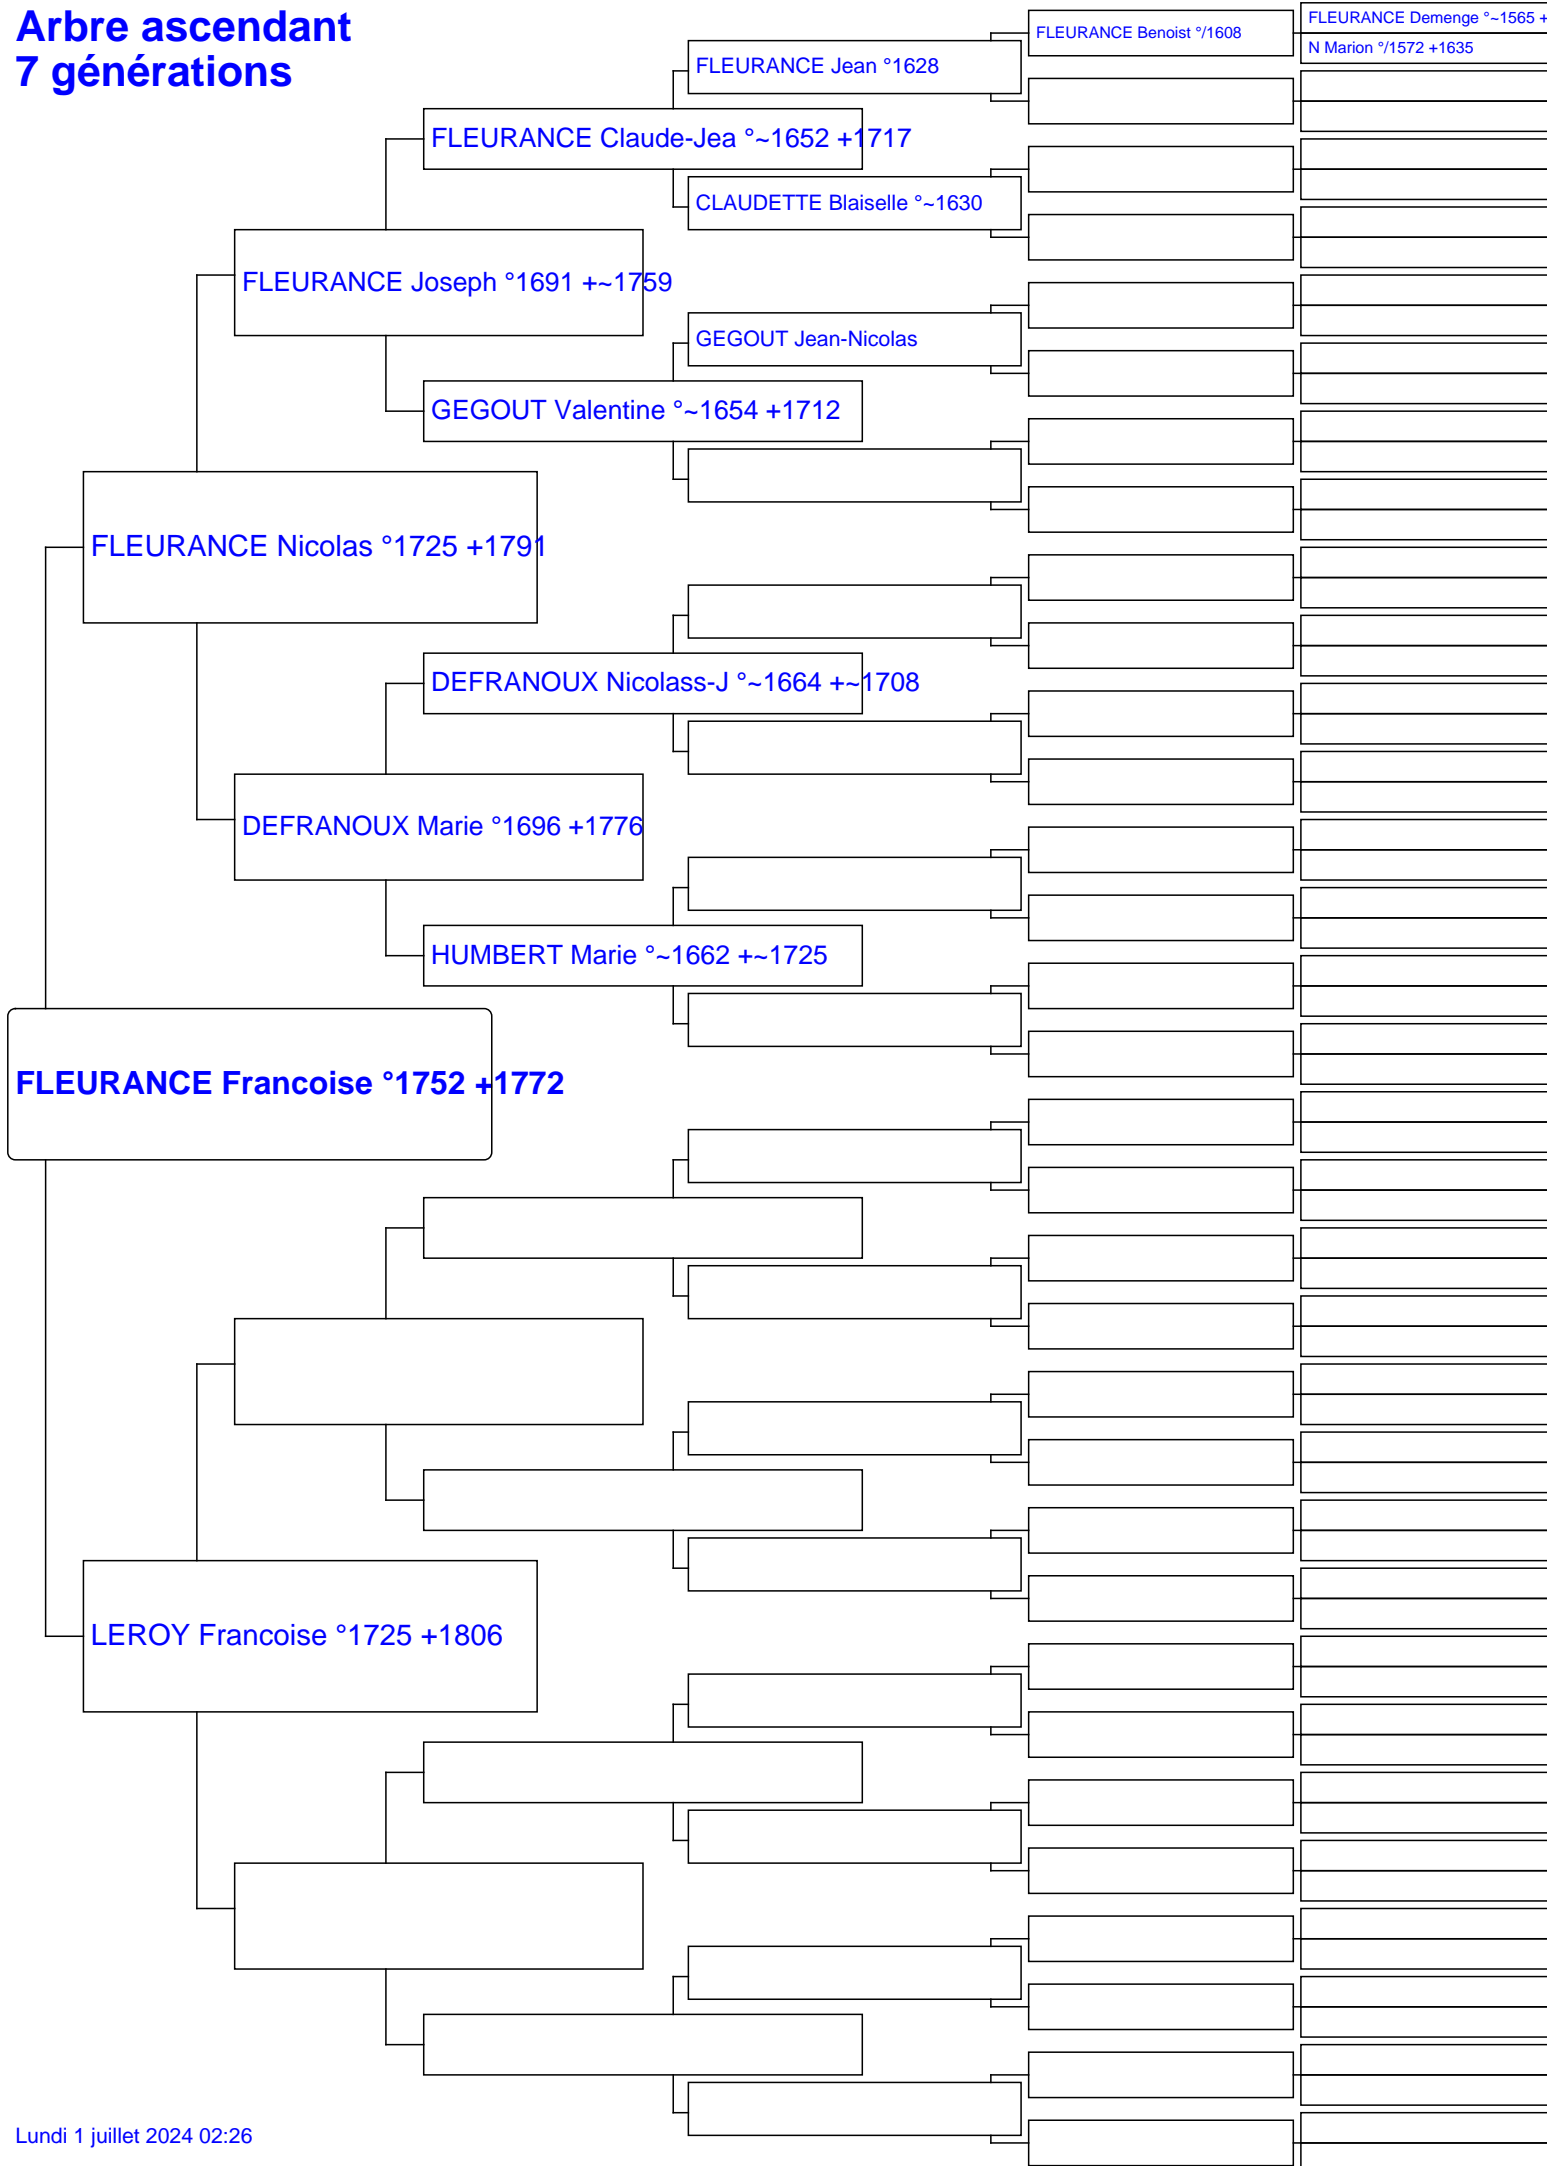 Arbre ascendant
7 générations
FLEURANCE Benoist °/1608
FLEURANCE Demenge °~1565 +
N Marion °/1572 +1635
FLEURANCE Jean °1628
FLEURANCE Claude-Jea °~1652 +1717
CLAUDETTE Blaiselle °~1630
FLEURANCE Joseph °1691 +~1759
GEGOUT Jean-Nicolas
GEGOUT Valentine °~1654 +1712
FLEURANCE Nicolas °1725 +1791
DEFRANOUX Nicolass-J °~1664 +~1708
DEFRANOUX Marie °1696 +1776
HUMBERT Marie °~1662 +~1725
FLEURANCE Francoise °1752 +1772
LEROY Francoise °1725 +1806
Lundi 1 juillet 2024 02:26